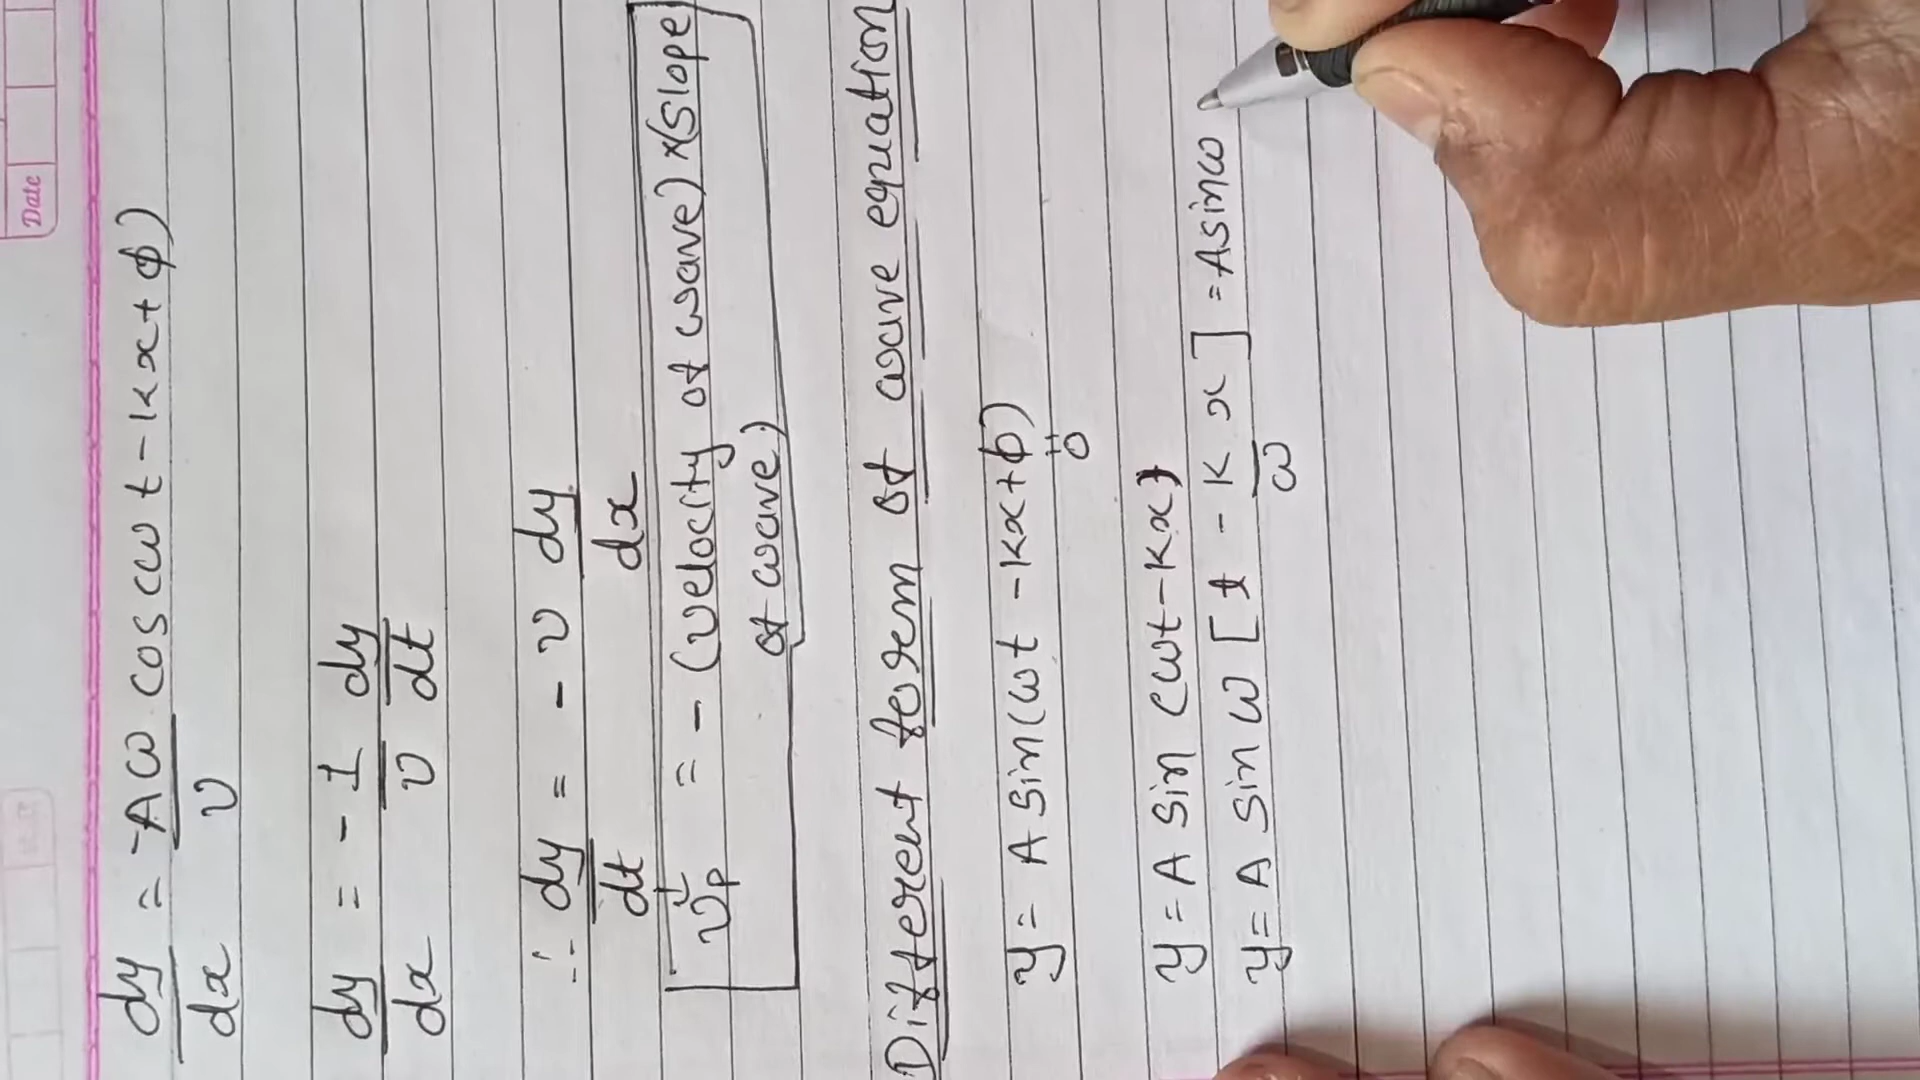 Date
dy/dx = -Aω/v cos(ωt - kx + ϕ)
dy/dx = - 1/v dy/dt
∴ dy/dt = - v dy/dx
vp = - (velocity of wave) x (slope
of wave)
Different form of wave equation
y = A sin(ωt - kx + ϕ)
= 0
y = A sin (ωt - kx)
y = A sin ω [t - K/ω x] = A sin ω